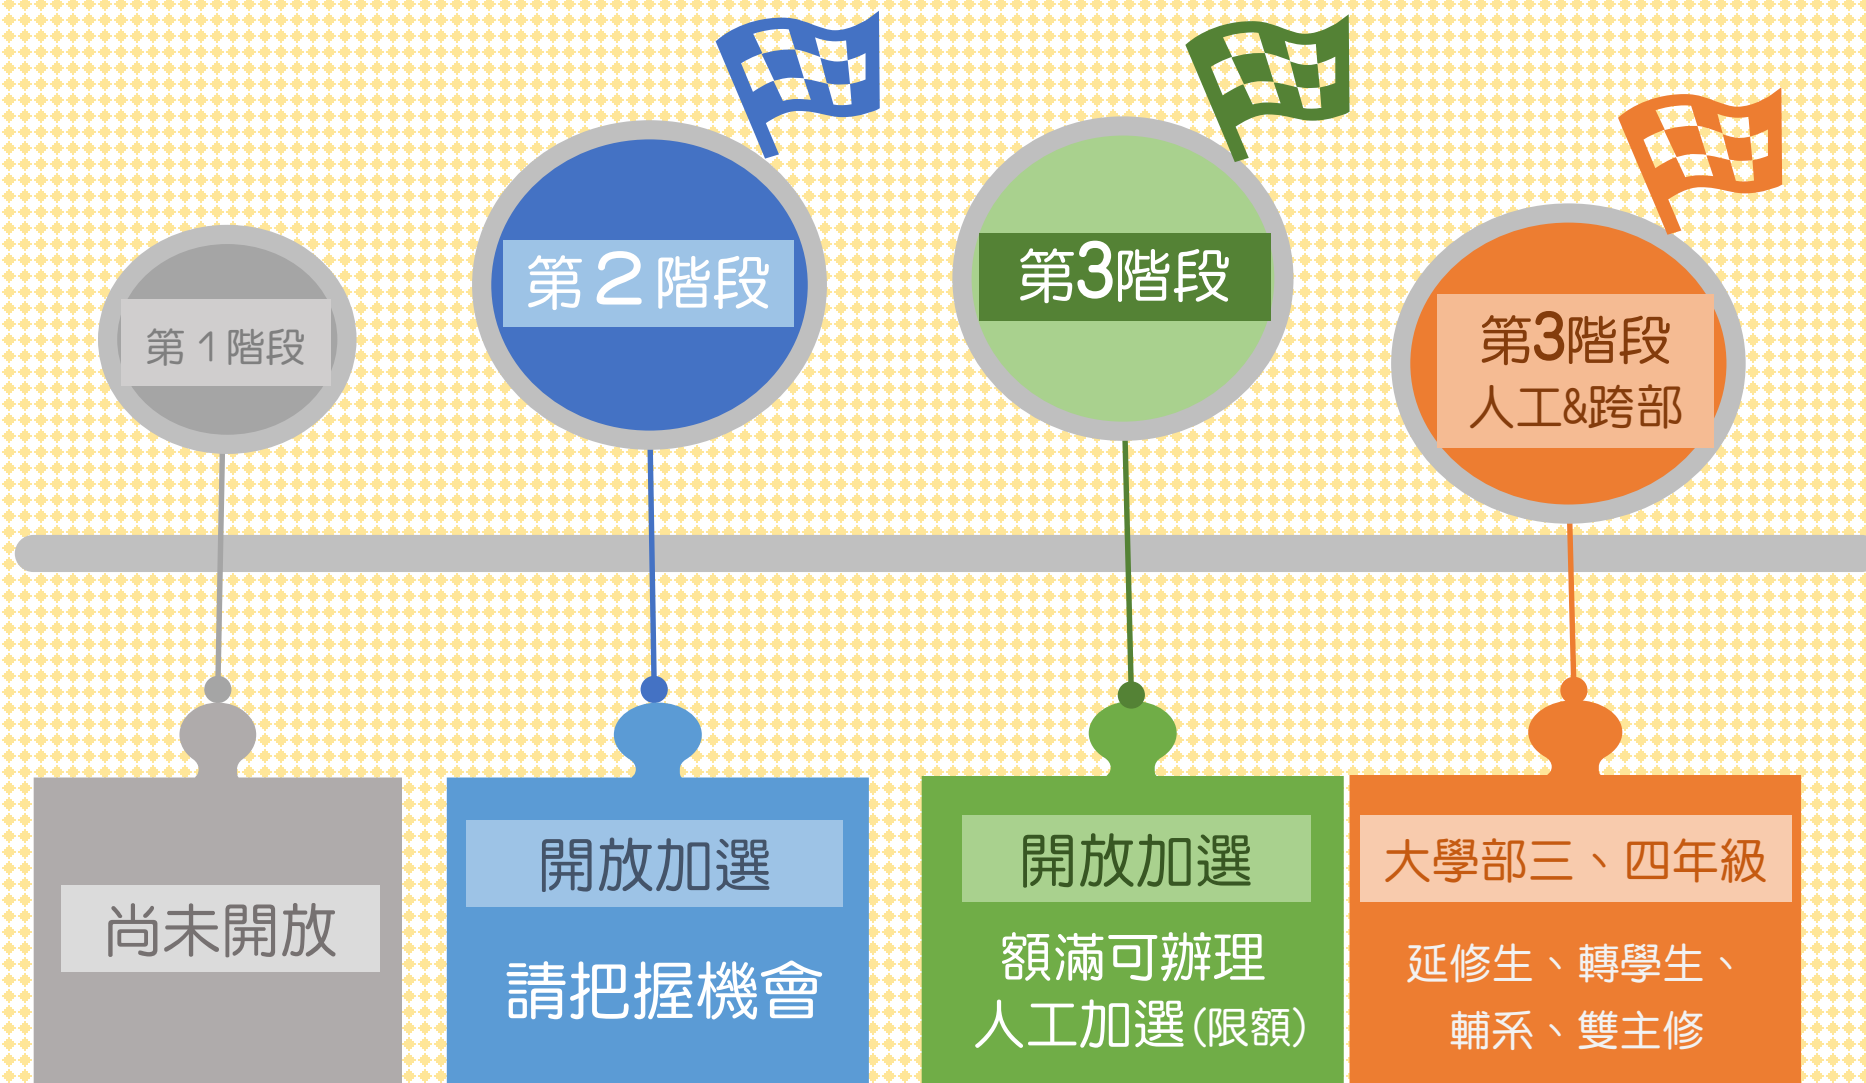 第1階段
尚未開放
第2階段
開放加選
請把握機會
第3階段
開放加選
額滿可辦理
人工加選(限額)
第3階段
人工&跨部
大學部三、四年級
延修生、轉學生、
輔系、雙主修